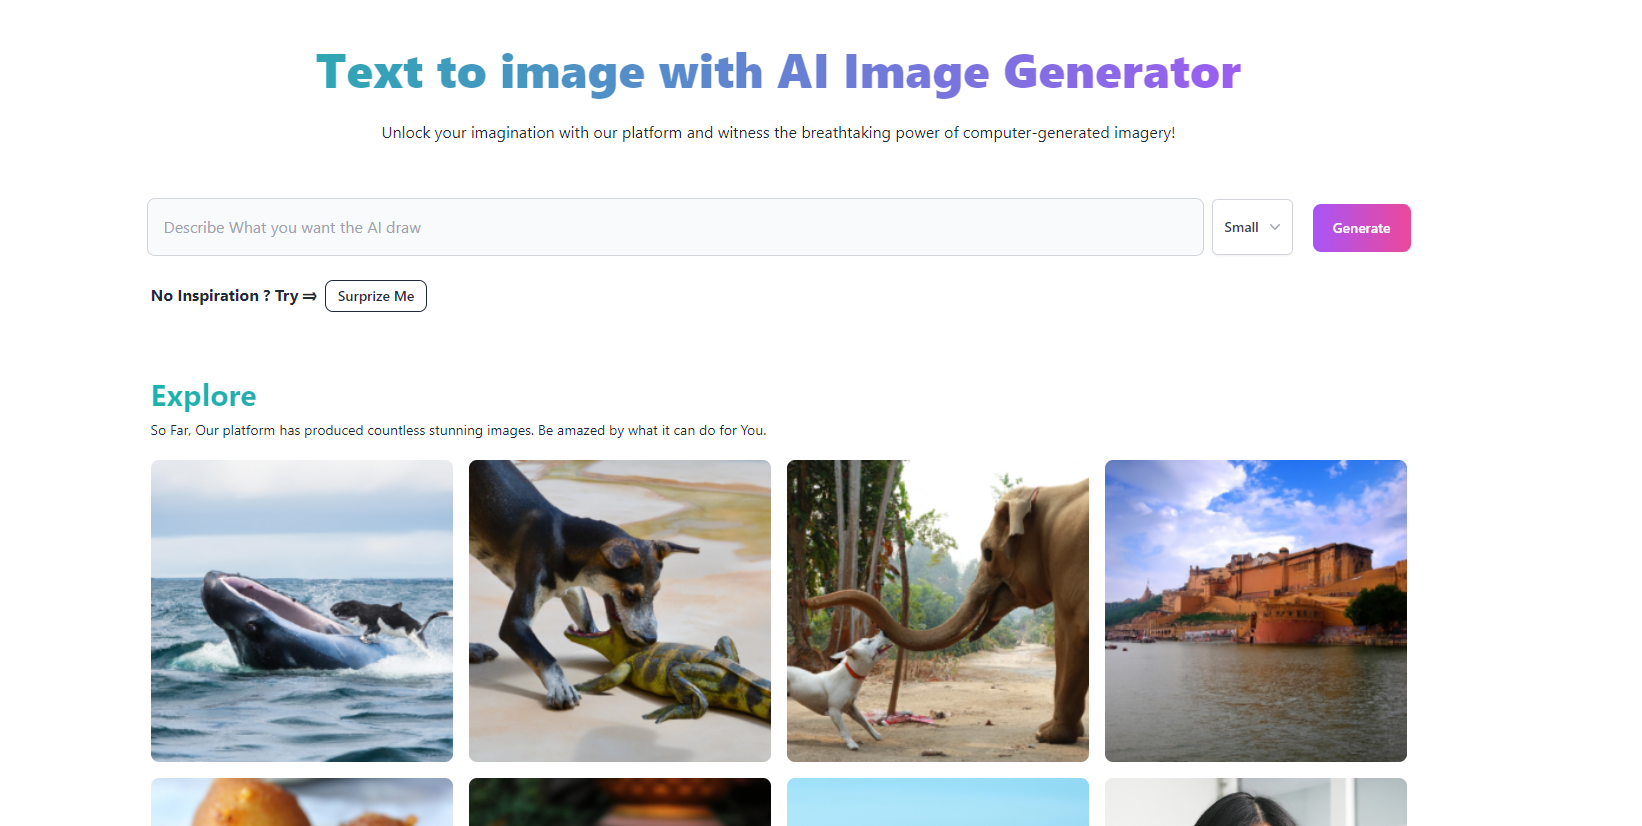 Text to image with AI Image Generator
Unlock your imagination with our platform and witness the breathtaking power of computer-generated imagery!
Describe What you want the AI draw
Small
Generate
No Inspiration ? Try ⇒
Surprize Me
Explore
So Far, Our platform has produced countless stunning images. Be amazed by what it can do for You.